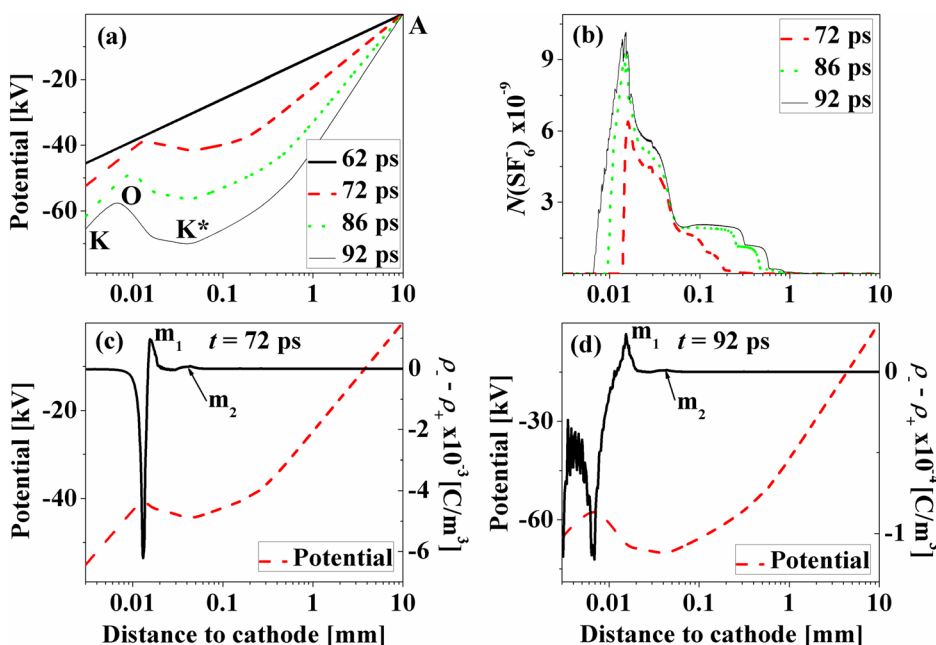 (a)
A
Potential [kV]
-20
-40
-60
O
K
K*
62 ps
72 ps
86 ps
92 ps
0.01 0.1 1 10
(b)
N(SF6-) x10-9
9
6
3
72 ps
86 ps
92 ps
0.01 0.1 1 10
(c)
m1
t = 72 ps
m2
Potential [kV]
-20
-40
0
-2
-4
-6
ρ- - ρ+ x10-3 [C/m3]
Potential
0.01 0.1 1 10
Distance to cathode [mm]
(d)
m1
t = 92 ps
m2
Potential [kV]
-30
-60
0
-1
ρ- - ρ+ x10-4 [C/m3]
Potential
0.01 0.1 1 10
Distance to cathode [mm]